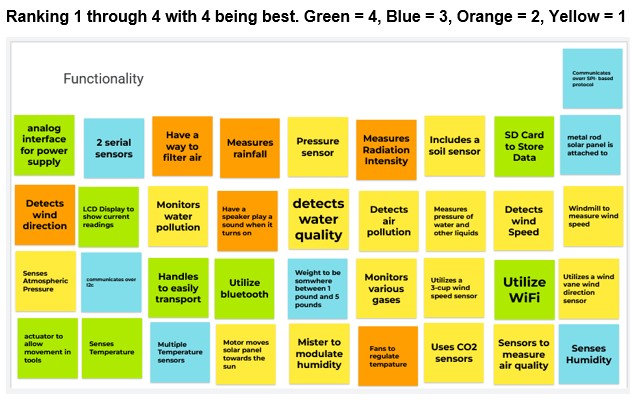 Ranking 1 through 4 with 4 being best. Green = 4, Blue = 3, Orange = 2, Yellow = 1
Functionality
Communicates
overr SPI- based
protocol
analog
interface
for power
supply
2 serial
sensors
Have a
way to
filter air
Measures
rainfall
Pressure
sensor
Measures
Radiation
Intensity
Includes a
soil sensor
SD Card
to Store
Data
metal rod
solar panel is
attached to
Detects
wind
direction
LCD Display to
show current
readings
Monitors
water
pollution
Have a
speaker play a
sound when it
turns on
detects
water
quality
Detects
air
pollution
Measures
pressure of
water and
other liquids
Detects
wind
Speed
Windmill to
measure wind
speed
Senses
Atmospheric
Pressure
communicates over
I2c
Handles
to easily
transport
Utilize
bluetooth
Weight to be
somwhere
between 1
pound and 5
pounds
Monitors
various
gases
Utilizes a
3-cup wind
speed sensor
Utilize
WiFi
Utilizes a wind
vane wind
direction
sensor
actuator to
allow
movement in
tools
Senses
Temperature
Multiple
Temperature
sensors
Motor moves
solar panel
towards the
sun
Mister to
modulate
humidity
Fans to
regulate
tempature
Uses CO2
sensors
Sensors to
measure
air quality
Senses
Humidity